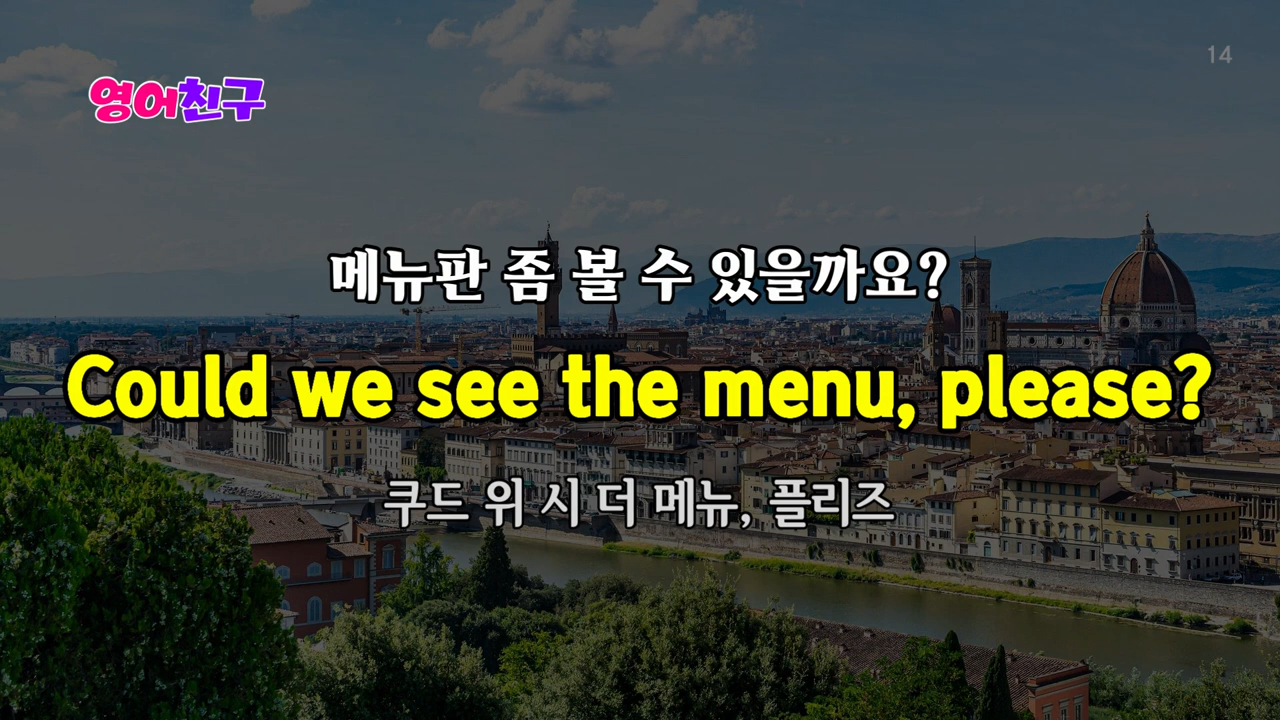 14
영어친구
메뉴판 좀 볼 수 있을까요?
Could we see the menu, please?
쿠드 위 시 더 메뉴, 플리즈